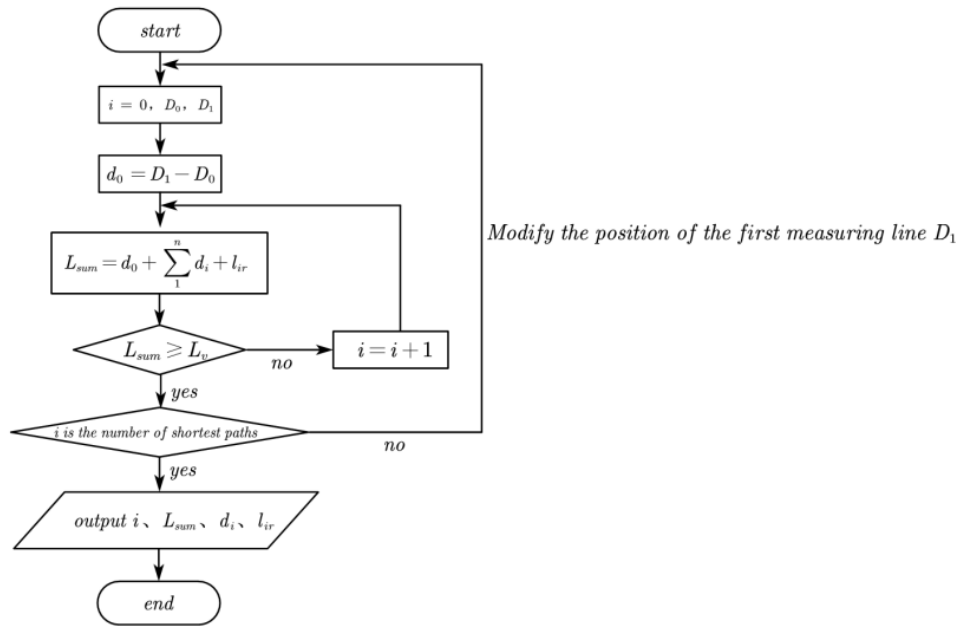 start
i = 0, D₀, D₁
d₀ = D₁ − D₀
L_sum = d₀ + ∑₁ⁿ dᵢ + l_ir
L_sum ⩾ L_v
no
i = i + 1
yes
i is the number of shortest paths
no
Modify the position of the first measuring line D₁
yes
output i、L_sum、dᵢ、l_ir
end